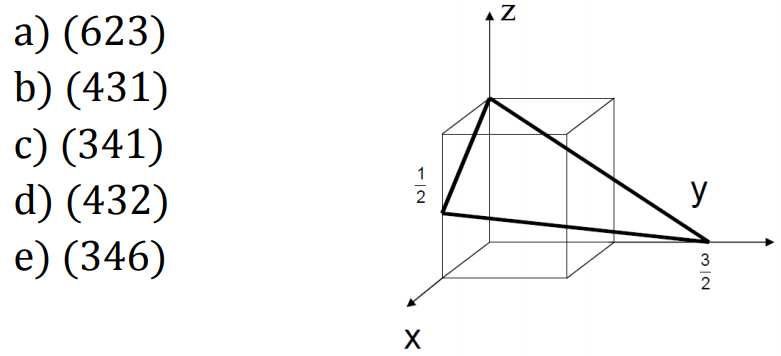 a) (623)
b) (431)
c) (341)
d) (432)
e) (346)
z
1/2
y
3/2
x